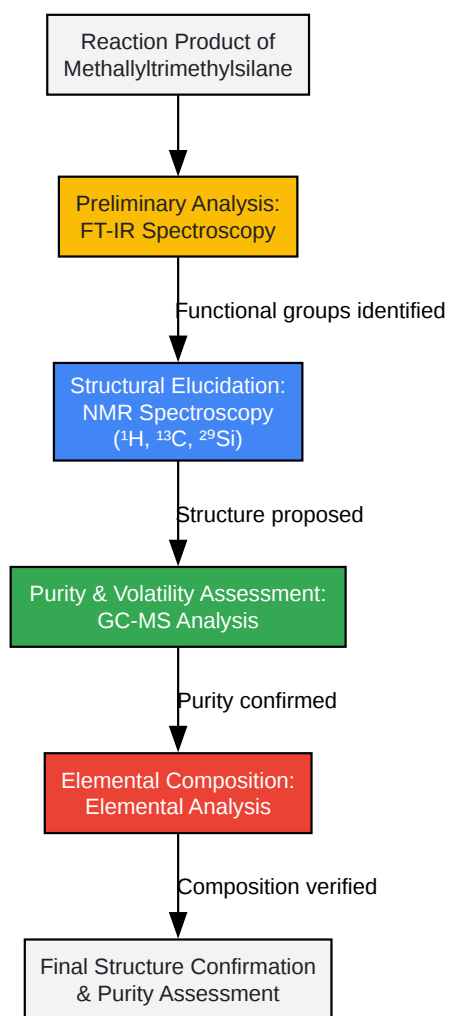 Reaction Product of
Methallyltrimethylsilane
Preliminary Analysis:
FT-IR Spectroscopy
Functional groups identified
Structural Elucidation:
NMR Spectroscopy
(¹H, ¹³C, ²⁹Si)
Structure proposed
Purity & Volatility Assessment:
GC-MS Analysis
Purity confirmed
Elemental Composition:
Elemental Analysis
Composition verified
Final Structure Confirmation
& Purity Assessment